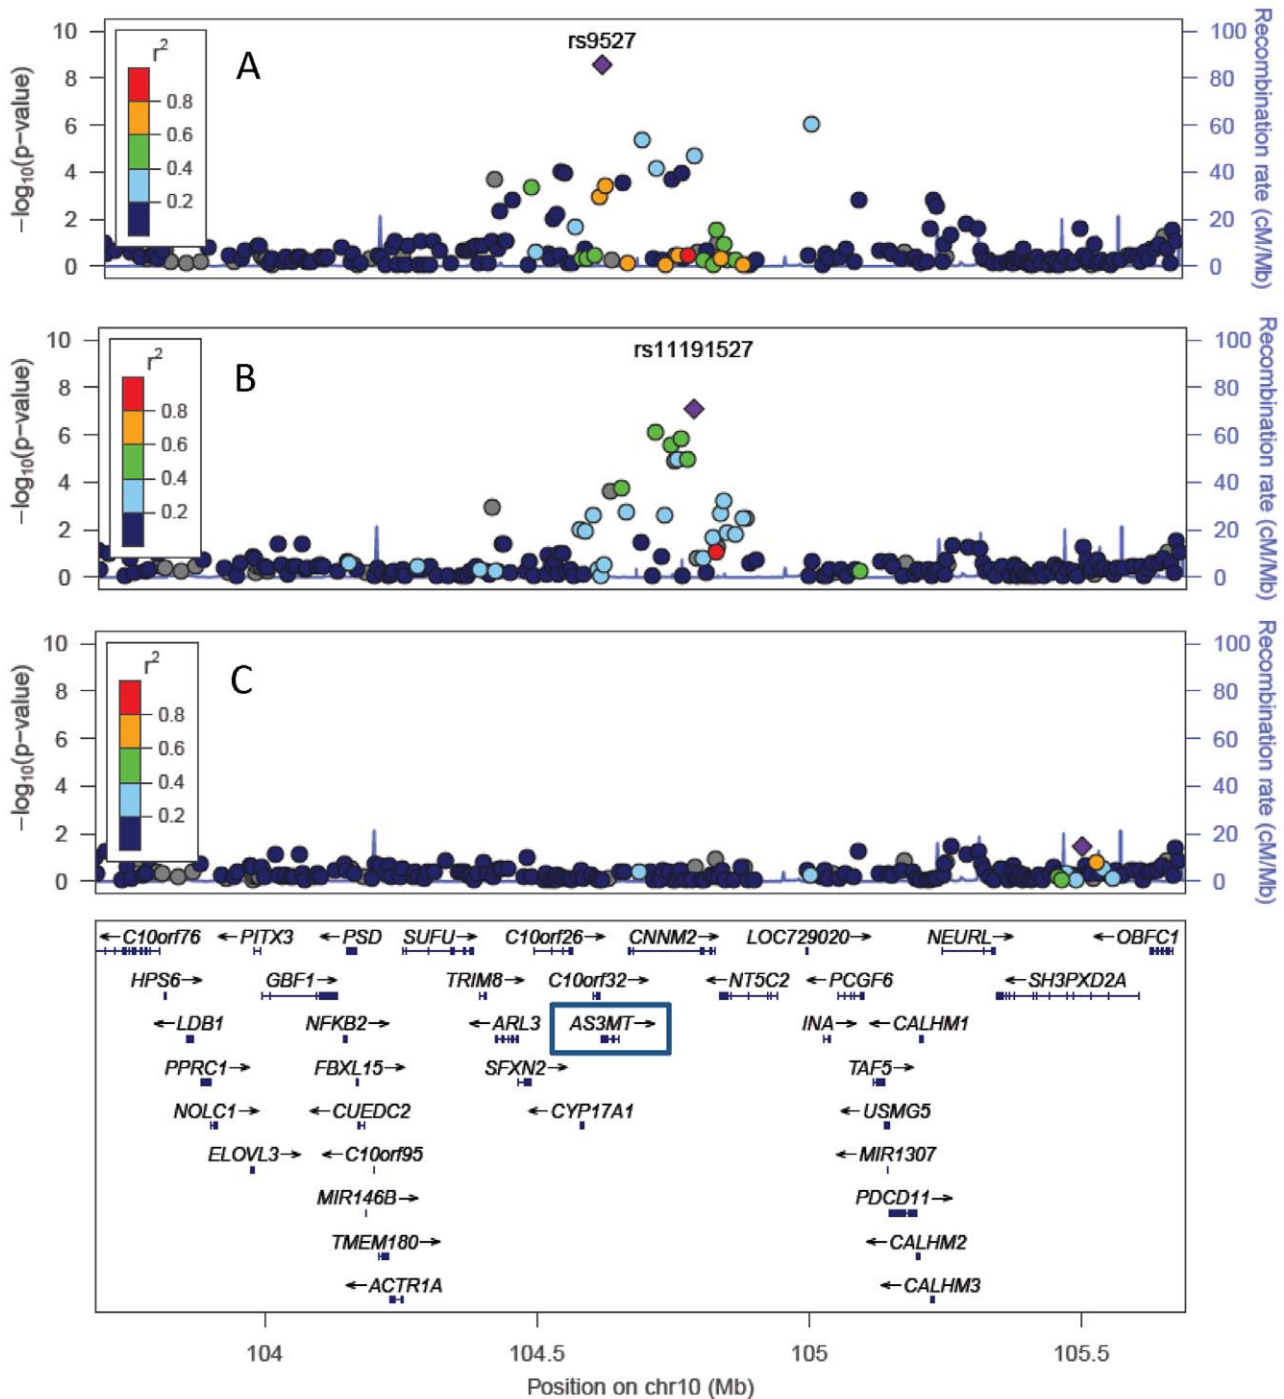 rs9527
A
r2
0.8
0.6
0.4
0.2
10
8
6
4
2
0
−log10(p−value)
100
80
60
40
20
0
Recombination rate (cM/Mb)
rs11191527
B
r2
0.8
0.6
0.4
0.2
10
8
6
4
2
0
−log10(p−value)
100
80
60
40
20
0
Recombination rate (cM/Mb)
C
r2
0.8
0.6
0.4
0.2
10
8
6
4
2
0
−log10(p−value)
100
80
60
40
20
0
Recombination rate (cM/Mb)
←C10orf76 ←PITX3 ←PSD SUFU→ C10orf26→ CNNM2→ LOC729020→ NEURL→ ←OBFC1
HPS6→ GBF1→ TRIM8→ C10orf32→ ←NT5C2 ←PCGF6 ←SH3PXD2A
←LDB1 NFKB2→ ←ARL3 AS3MT→ INA→ ←CALHM1
PPRC1→ FBXL15→ SFXN2→ TAF5→
NOLC1→ ←CUEDC2 ←CYP17A1 ←USMG5
ELOVL3→ ←C10orf95 ←MIR1307
MIR146B→ PDCD11→
TMEM180→ ←CALHM2
←ACTR1A ←CALHM3
104 104.5 105 105.5
Position on chr10 (Mb)